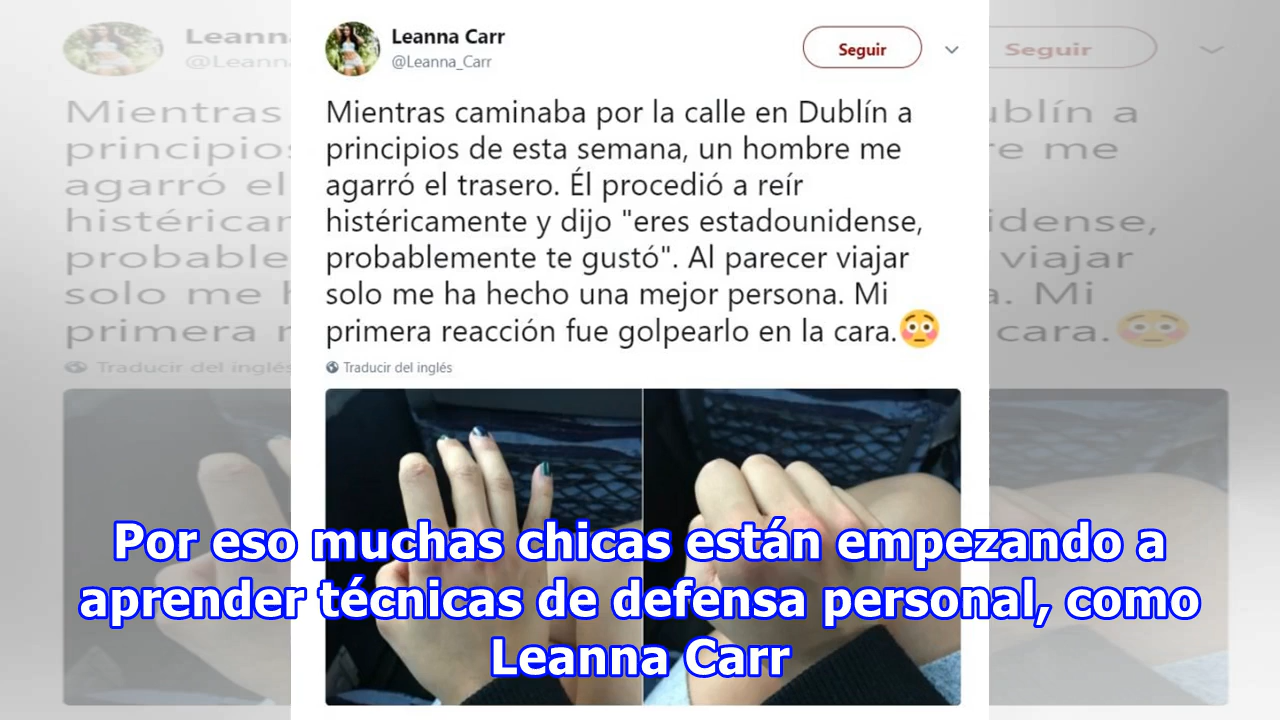 Leanna Carr
@Leanna_Carr
Seguir
Mientras caminaba por la calle en Dublín a
principios de esta semana, un hombre me
agarró el trasero. Él procedió a reír
histéricamente y dijo "eres estadounidense,
probablemente te gustó". Al parecer viajar
solo me ha hecho una mejor persona. Mi
primera reacción fue golpearlo en la cara.😳
Traducir del inglés
Por eso muchas chicas están empezando a
aprender técnicas de defensa personal, como
Leanna Carr